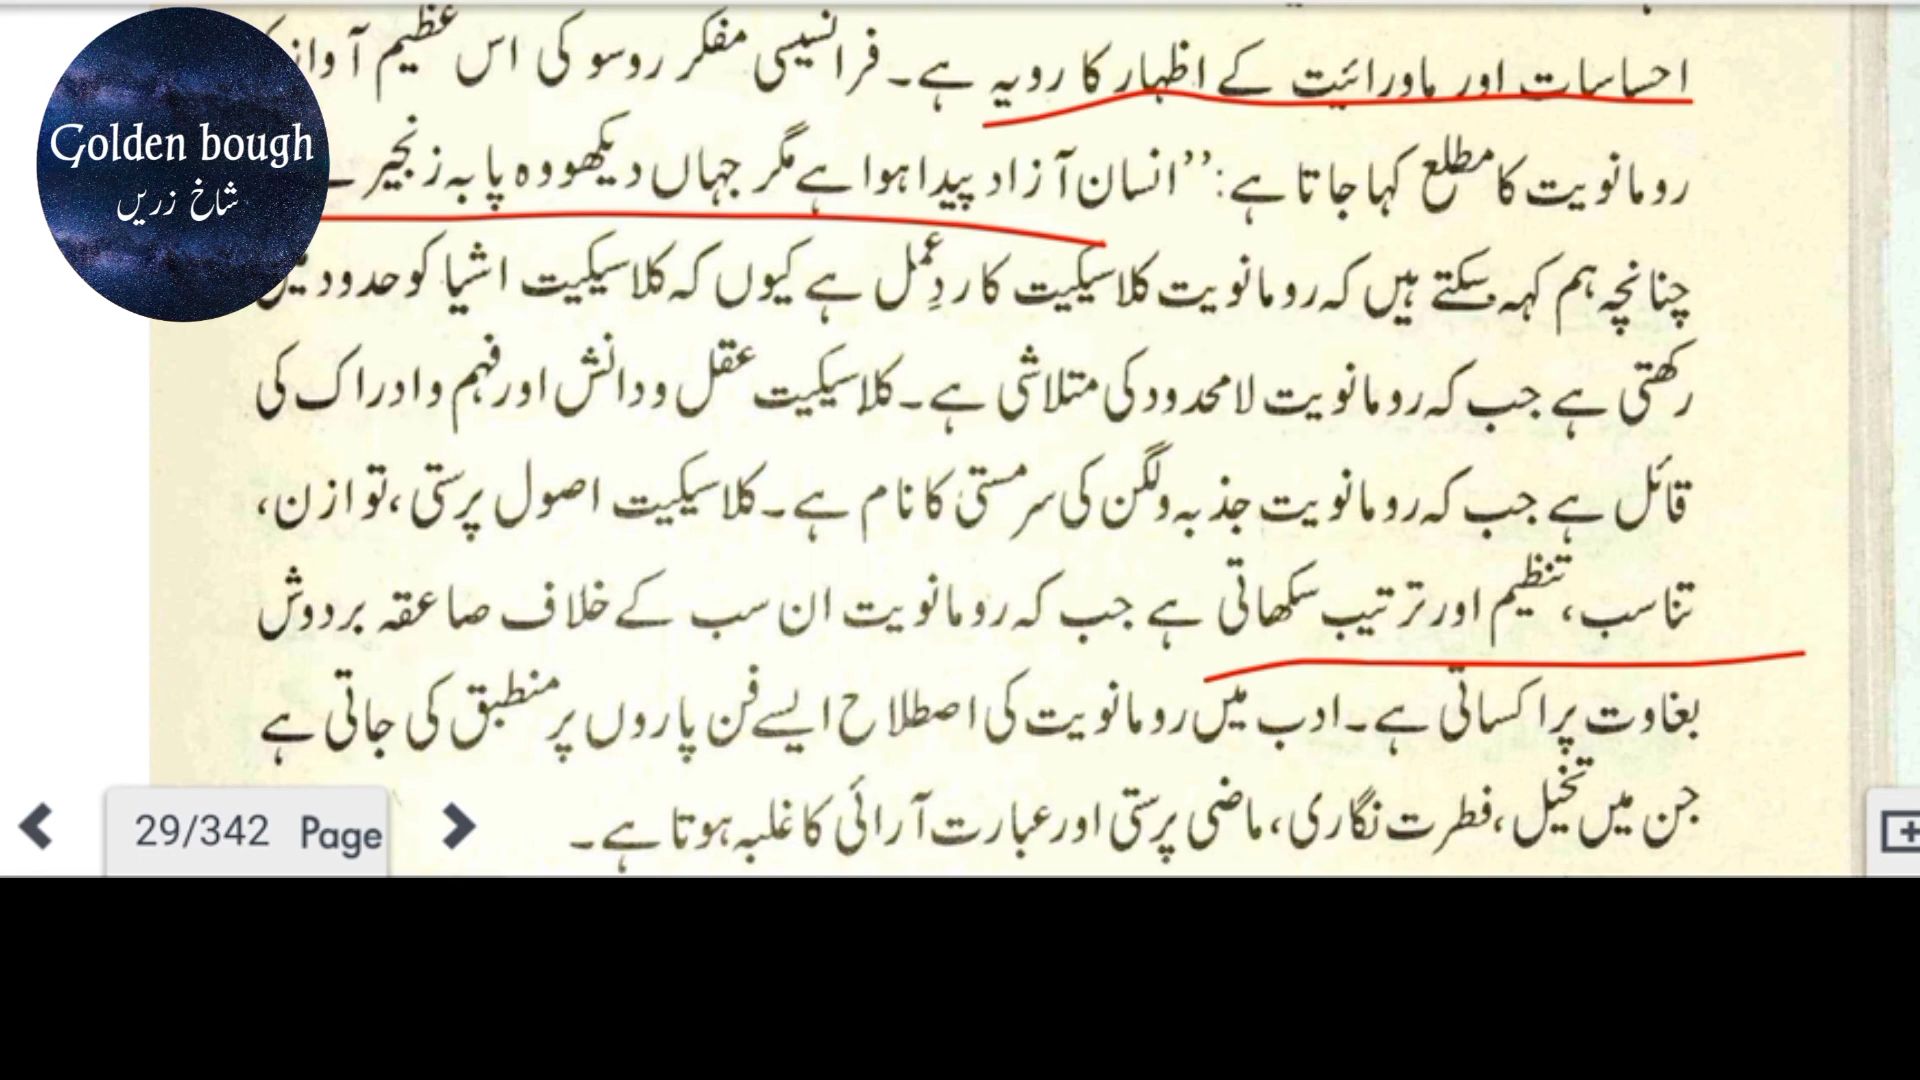 Golden bough
شاخ زریں
احساسات اور ماورائیت کے اظہار کا رویہ ہے۔ فرانسیسی مفکر روسو کی اس عظیم آواز
رومانویت کا مطلع کہا جاتا ہے: ’’انسان آزاد پیدا ہوا ہے مگر جہاں دیکھو وہ پا بہ زنجیر
چنانچہ ہم کہہ سکتے ہیں کہ رومانویت کلاسیکیت کا ردِعمل ہے کیوں کہ کلاسیکیت اشیا کو حدود میں
رکھتی ہے جب کہ رومانویت لامحدود کی متلاشی ہے۔ کلاسیکیت عقل و دانش اور فہم و ادراک کی
قائل ہے جب کہ رومانویت جذبہ ولگن کی سرمستی کا نام ہے۔ کلاسیکیت اصول پرستی، توازن،
تناسب، تنظیم اور ترتیب سکھاتی ہے جب کہ رومانویت ان سب کے خلاف صاعقہ بردوش
بغاوت پر اکساتی ہے۔ ادب میں رومانویت کی اصطلاح ایسے فن پاروں پر منطبق کی جاتی ہے
جن میں تخیل، فطرت نگاری، ماضی پرستی اور عبارت آرائی کا غلبہ ہوتا ہے۔
29/342 Page